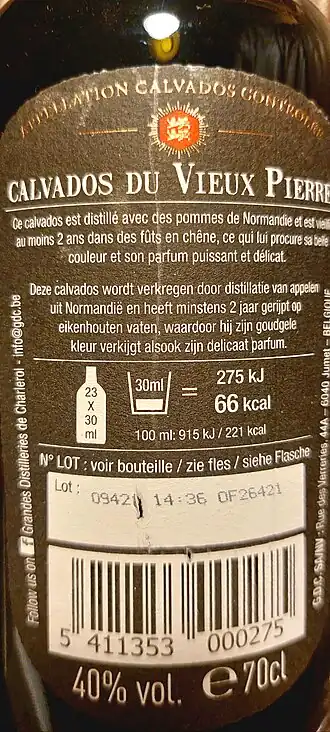 APPELLATION CALVADOS CONTROLÉE
CALVADOS DU VIEUX PIERRE
Ce calvados est distillé avec des pommes de Normandie et est vieilli
au moins 2 ans dans des fûts en chêne, ce qui lui procure sa belle
couleur et son parfum puissant et délicat.
Deze calvados wordt verkregen door distillatie van appelen
uit Normandië en heeft minstens 2 jaar gerijpt op
eikenhouten vaten, waardoor hij zijn goudgele
kleur verkijgt alsook zijn delicaat parfum.
23
X
30
ml
30ml
=
275 kJ
66 kcal
100 ml: 915 kJ / 221 kcal
N° LOT : voir bouteille / zie fles / siehe Flasche
Lot :
14:36 OF26421
5 411353 000275
40% vol. e 70cl
Follow us on f Grandes Distilleries de Charleroi - info@gdc.be
G.D.C. SA/NV - Rue des Verreries 44A, 6040 Jumet – BELGIQUE